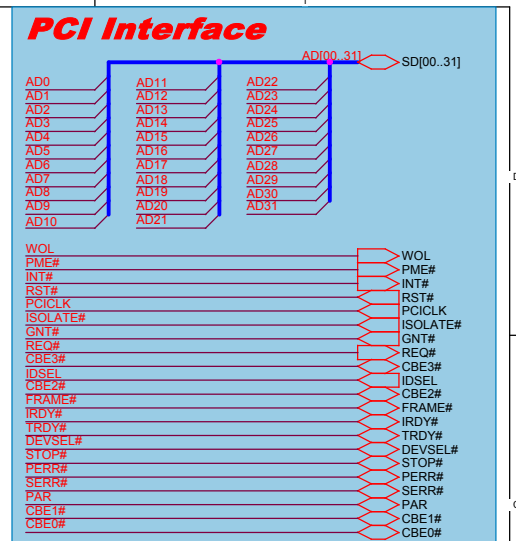 PCI Interface
AD[00..31] SD[00..31]
AD0 AD11 AD22
AD1 AD12 AD23
AD2 AD13 AD24
AD3 AD14 AD25
AD4 AD15 AD26
AD5 AD16 AD27
AD6 AD17 AD28
AD7 AD18 AD29
AD8 AD19 AD30
AD9 AD20 AD31
AD10 AD21
WOL WOL
PME# PME#
INT# INT#
RST# RST#
PCICLK PCICLK
ISOLATE# ISOLATE#
GNT# GNT#
REQ# REQ#
CBE3# CBE3#
IDSEL IDSEL
CBE2# CBE2#
FRAME# FRAME#
IRDY# IRDY#
TRDY# TRDY#
DEVSEL# DEVSEL#
STOP# STOP#
PERR# PERR#
SERR# SERR#
PAR PAR
CBE1# CBE1#
CBE0# CBE0#